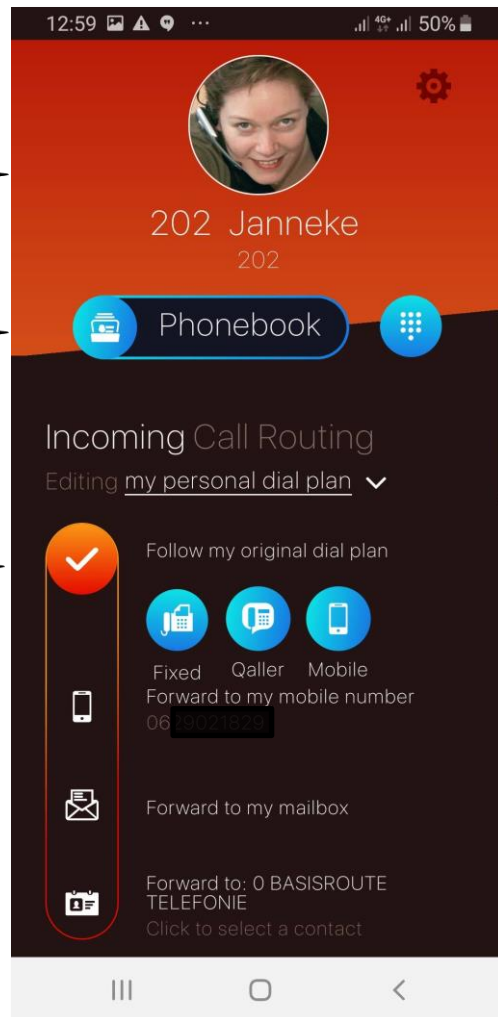 12:59 ... 4G+ 50%
202 Janneke
202
Phonebook
Incoming Call Routing
Editing my personal dial plan
Follow my original dial plan
Fixed Qaller Mobile
Forward to my mobile number
06
Forward to my mailbox
Forward to: 0 BASISROUTE
TELEFONIE
Click to select a contact